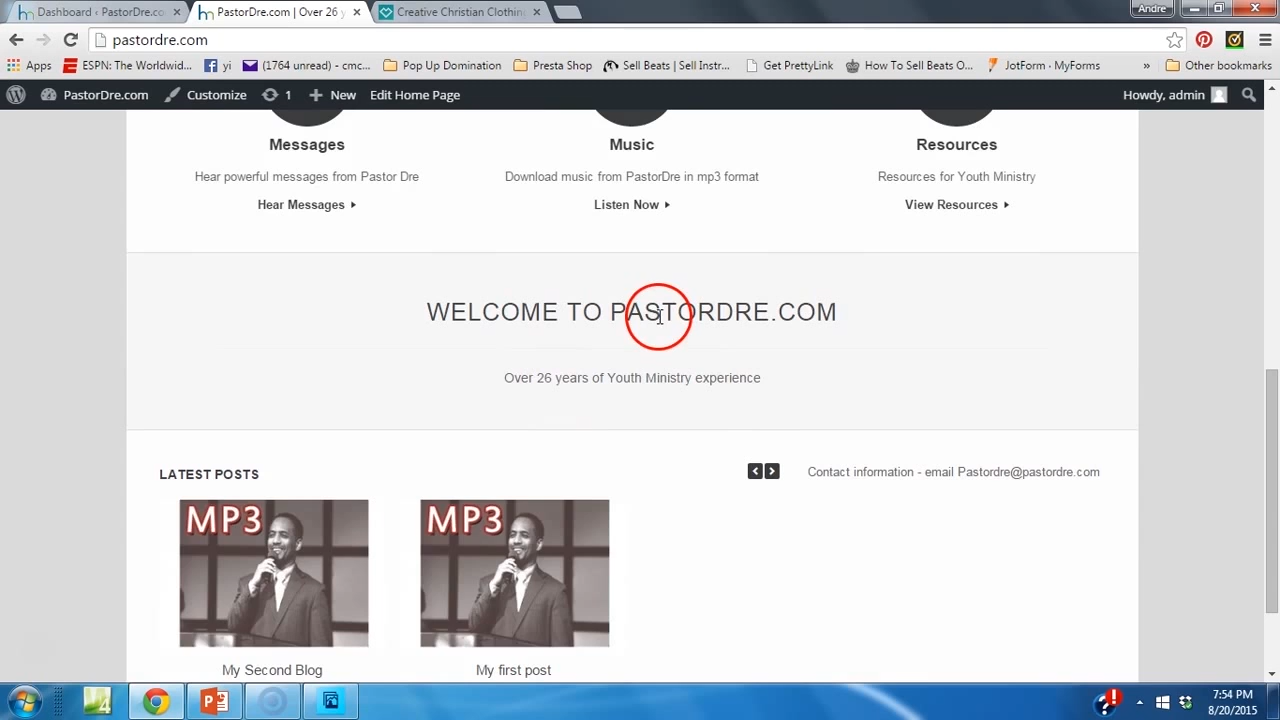 Dashboard ‹ PastorDre.co
PastorDre.com | Over 26 y
Creative Christian Clothin
Andre
pastordre.com
Apps
ESPN: The Worldwid...
yi
(1764 unread) - cmc...
Pop Up Domination
Presta Shop
Sell Beats | Sell Instr...
Get PrettyLink
How To Sell Beats O...
JotForm · MyForms
»
Other bookmarks
PastorDre.com
Customize
1
New
Edit Home Page
Howdy, admin
Messages
Music
Resources
Hear powerful messages from Pastor Dre
Download music from PastorDre in mp3 format
Resources for Youth Ministry
Hear Messages
Listen Now
View Resources
WELCOME TO PASTORDRE.COM
Over 26 years of Youth Ministry experience
LATEST POSTS
Contact information - email Pastordre@pastordre.com
MP3
MP3
My Second Blog
My first post
7:54 PM
8/20/2015